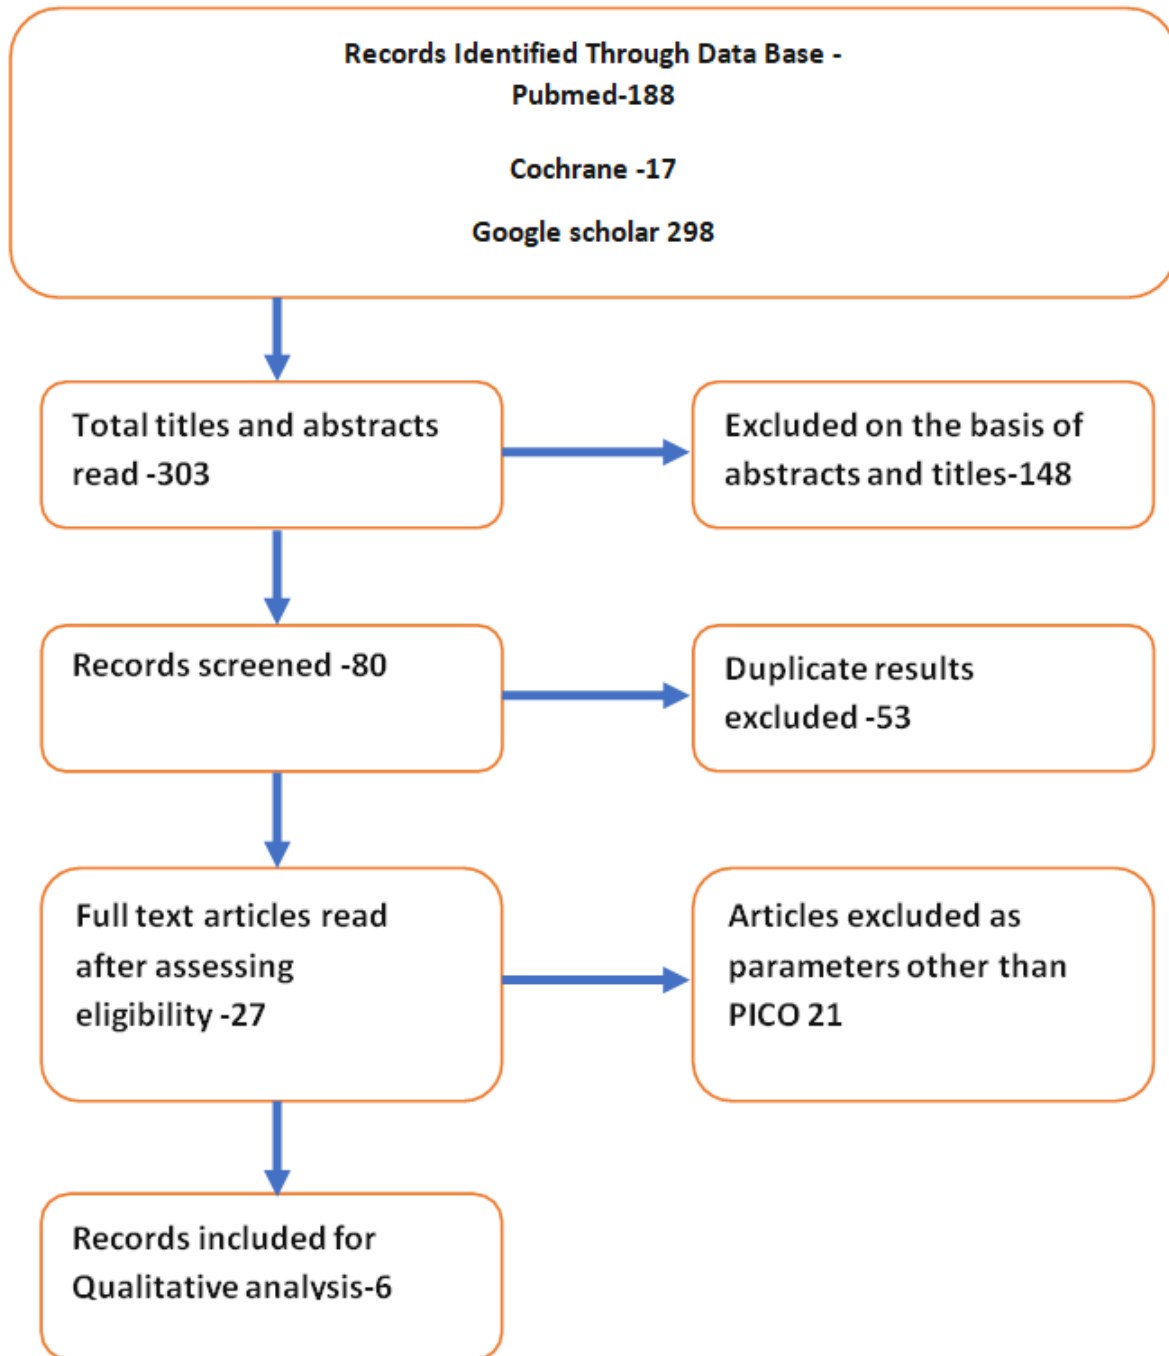 Records Identified Through Data Base -
Pubmed-188
Cochrane -17
Google scholar 298
Total titles and abstracts
read -303
Excluded on the basis of
abstracts and titles-148
Records screened -80
Duplicate results
excluded -53
Full text articles read
after assessing
eligibility -27
Articles excluded as
parameters other than
PICO 21
Records included for
Qualitative analysis-6